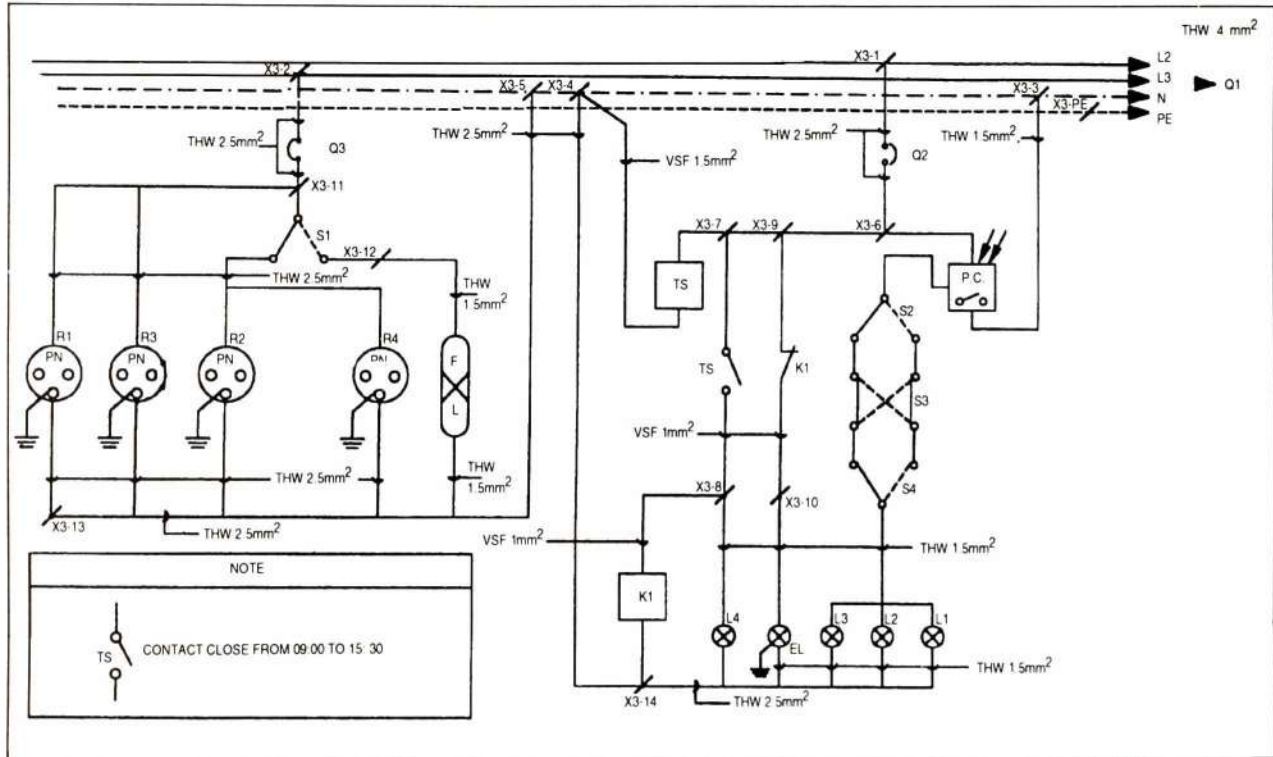 THW 4 mm²
X3-1
L2
X3-2
L3
Q1
X3-5 X3-4
X3-3
N
X3-PE
PE
THW 2.5mm²
Q3
THW 2 5mm²
VSF 1.5mm²
THW 2 5mm²
Q2
THW 1.5mm²
X3-11
S1
X3-12
X3-7
X3-9
X3-6
THW 2 5mm²
THW
1.5mm²
TS
P.C.
S2
R1
R3
R2
R4
PN
PN
PN
PN
F
L
TS
K1
S3
VSF 1mm²
THW 2.5mm²
THW
1.5mm²
S4
X3-8
X3-10
X3-13
THW 2 5mm²
VSF 1mm²
THW 1 5mm²
K1
L4
EL
L3
L2
L1
THW 1 5mm²
X3-14
THW 2 5mm²
NOTE
TS
CONTACT CLOSE FROM 09:00 TO 15 30